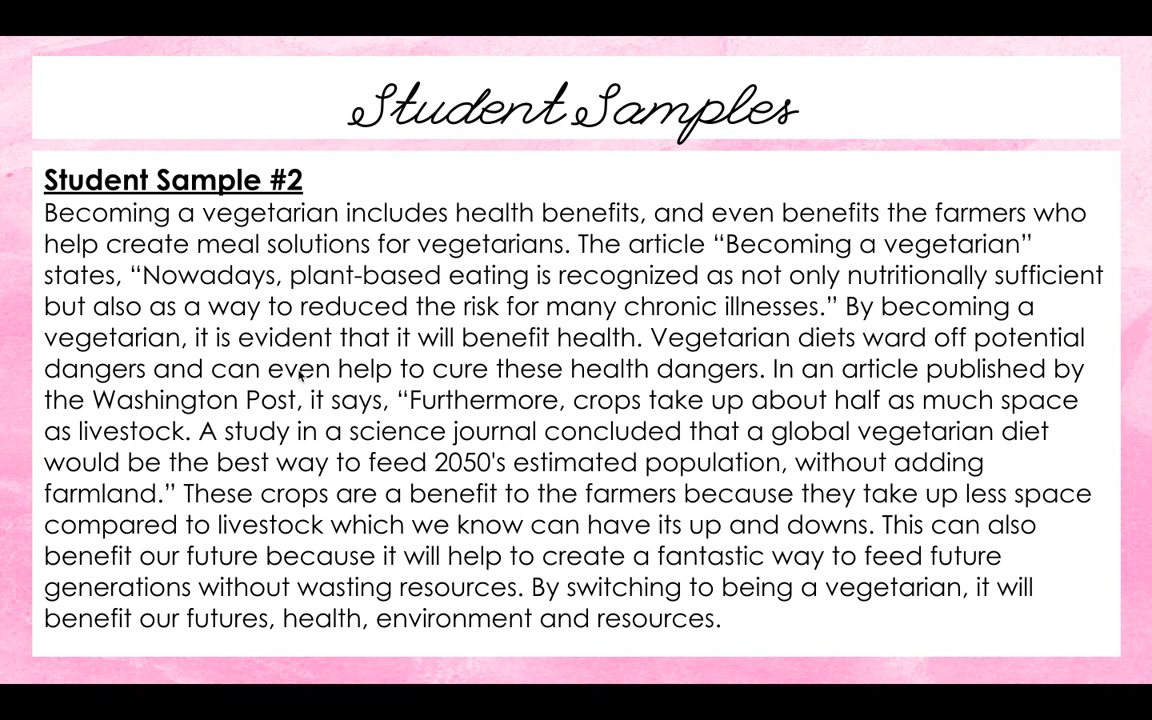 Student Samples
Student Sample #2
Becoming a vegetarian includes health benefits, and even benefits the farmers who
help create meal solutions for vegetarians. The article “Becoming a vegetarian”
states, “Nowadays, plant-based eating is recognized as not only nutritionally sufficient
but also as a way to reduced the risk for many chronic illnesses.” By becoming a
vegetarian, it is evident that it will benefit health. Vegetarian diets ward off potential
dangers and can even help to cure these health dangers. In an article published by
the Washington Post, it says, “Furthermore, crops take up about half as much space
as livestock. A study in a science journal concluded that a global vegetarian diet
would be the best way to feed 2050's estimated population, without adding
farmland.” These crops are a benefit to the farmers because they take up less space
compared to livestock which we know can have its up and downs. This can also
benefit our future because it will help to create a fantastic way to feed future
generations without wasting resources. By switching to being a vegetarian, it will
benefit our futures, health, environment and resources.